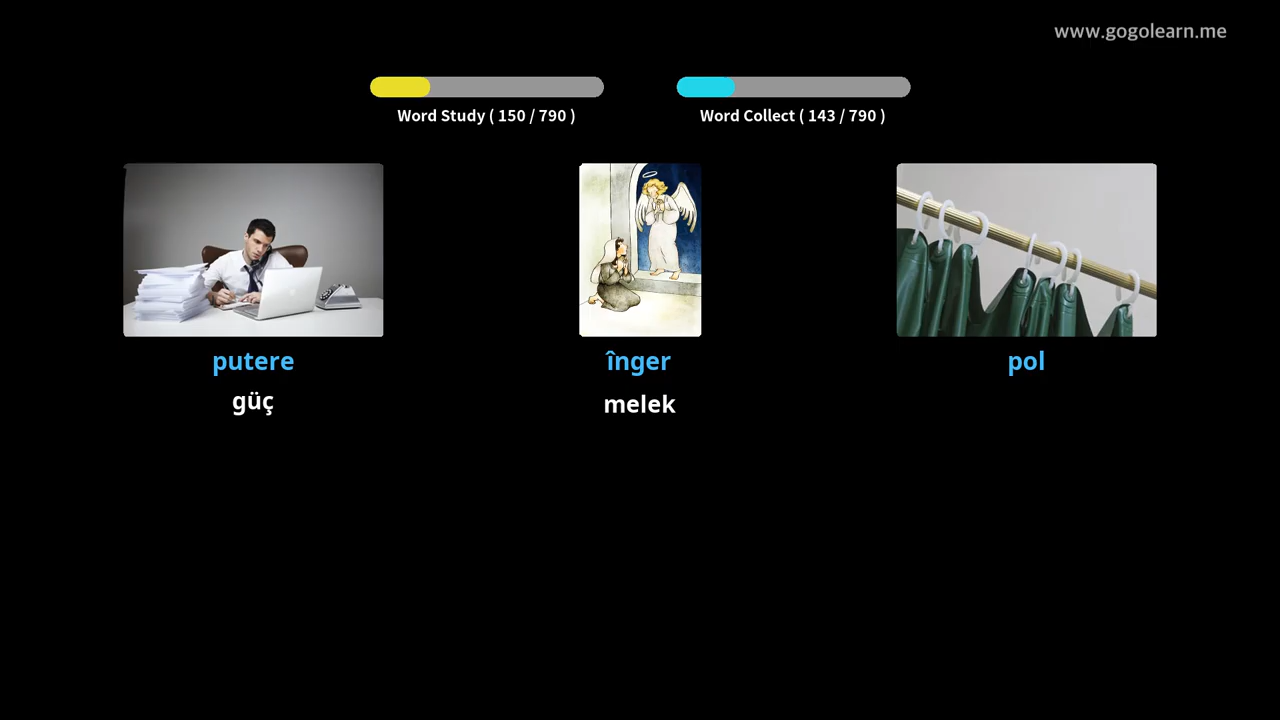 www.gogolearn.me
Word Study ( 150 / 790 )
Word Collect ( 143 / 790 )
putere
înger
pol
güç
melek